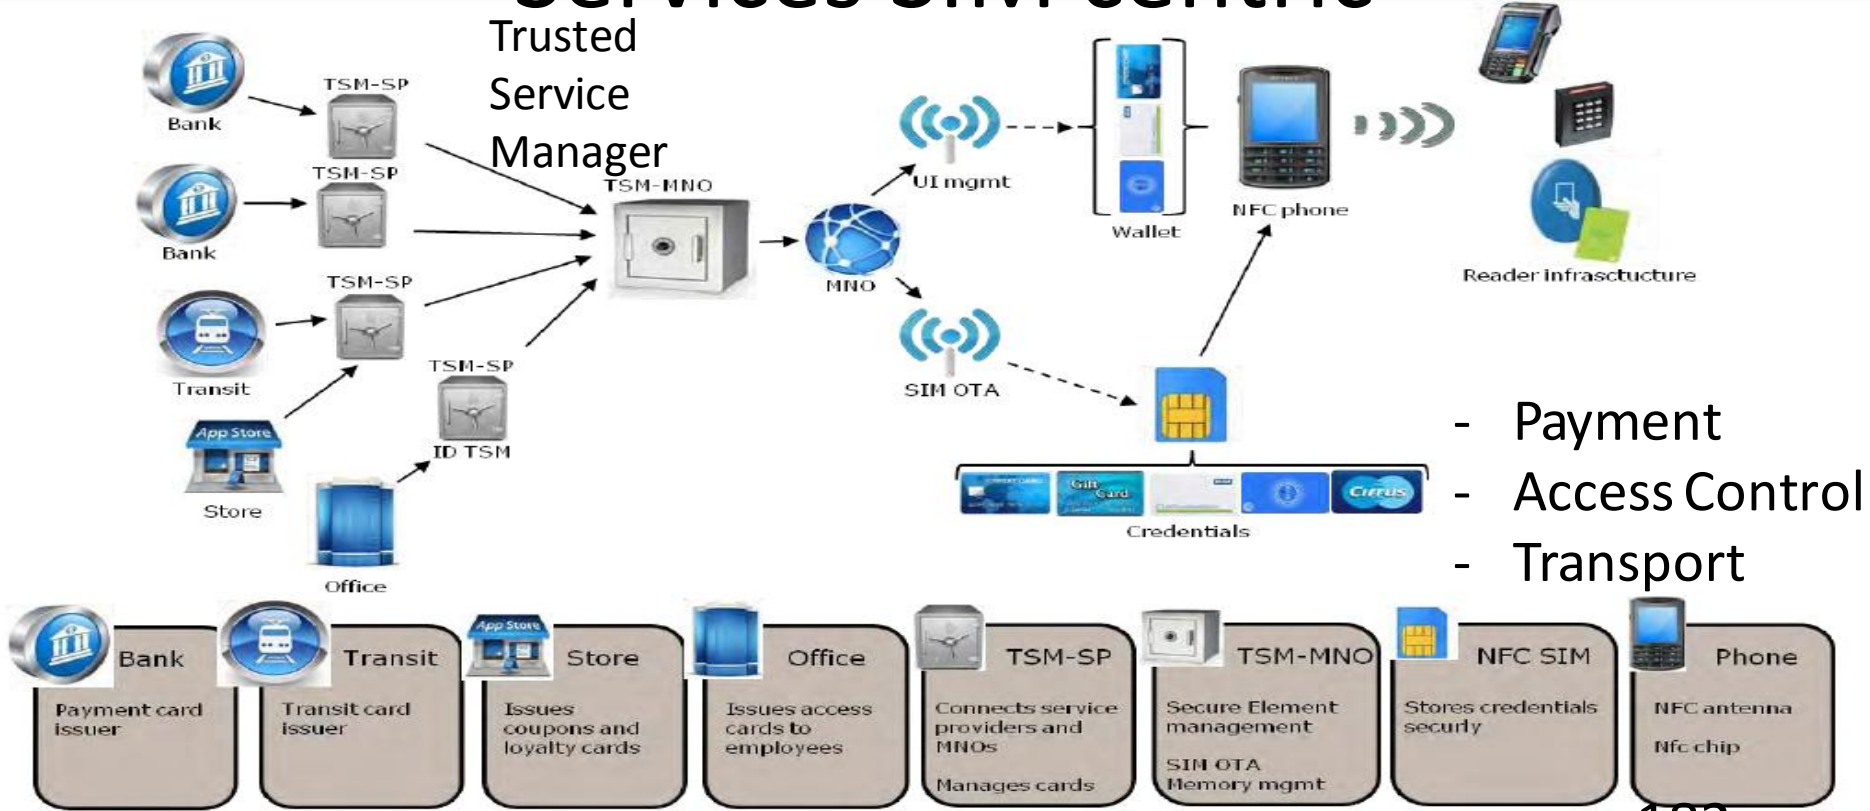 Services SIM centric
Trusted
Service
Manager
Bank
TSM-SP
Bank
TSM-SP
Transit
TSM-SP
App Store
Store
TSM-SP
ID TSM
Office
TSM-MNO
MNO
UI mgmt
SIM OTA
Wallet
NFC phone
Reader infrasctucture
Gift
Card
Cirrus
Credentials
- Payment
- Access Control
- Transport
Bank
Payment card
issuer
Transit
Transit card
issuer
App Store
Store
Issues
coupons and
loyalty cards
Office
Issues access
cards to
employees
TSM-SP
Connects service
providers and
MNOs
Manages cards
TSM-MNO
Secure Element
management
SIM OTA
Memory mgmt
NFC SIM
Stores credentials
securly
Phone
NFC antenna
Nfc chip